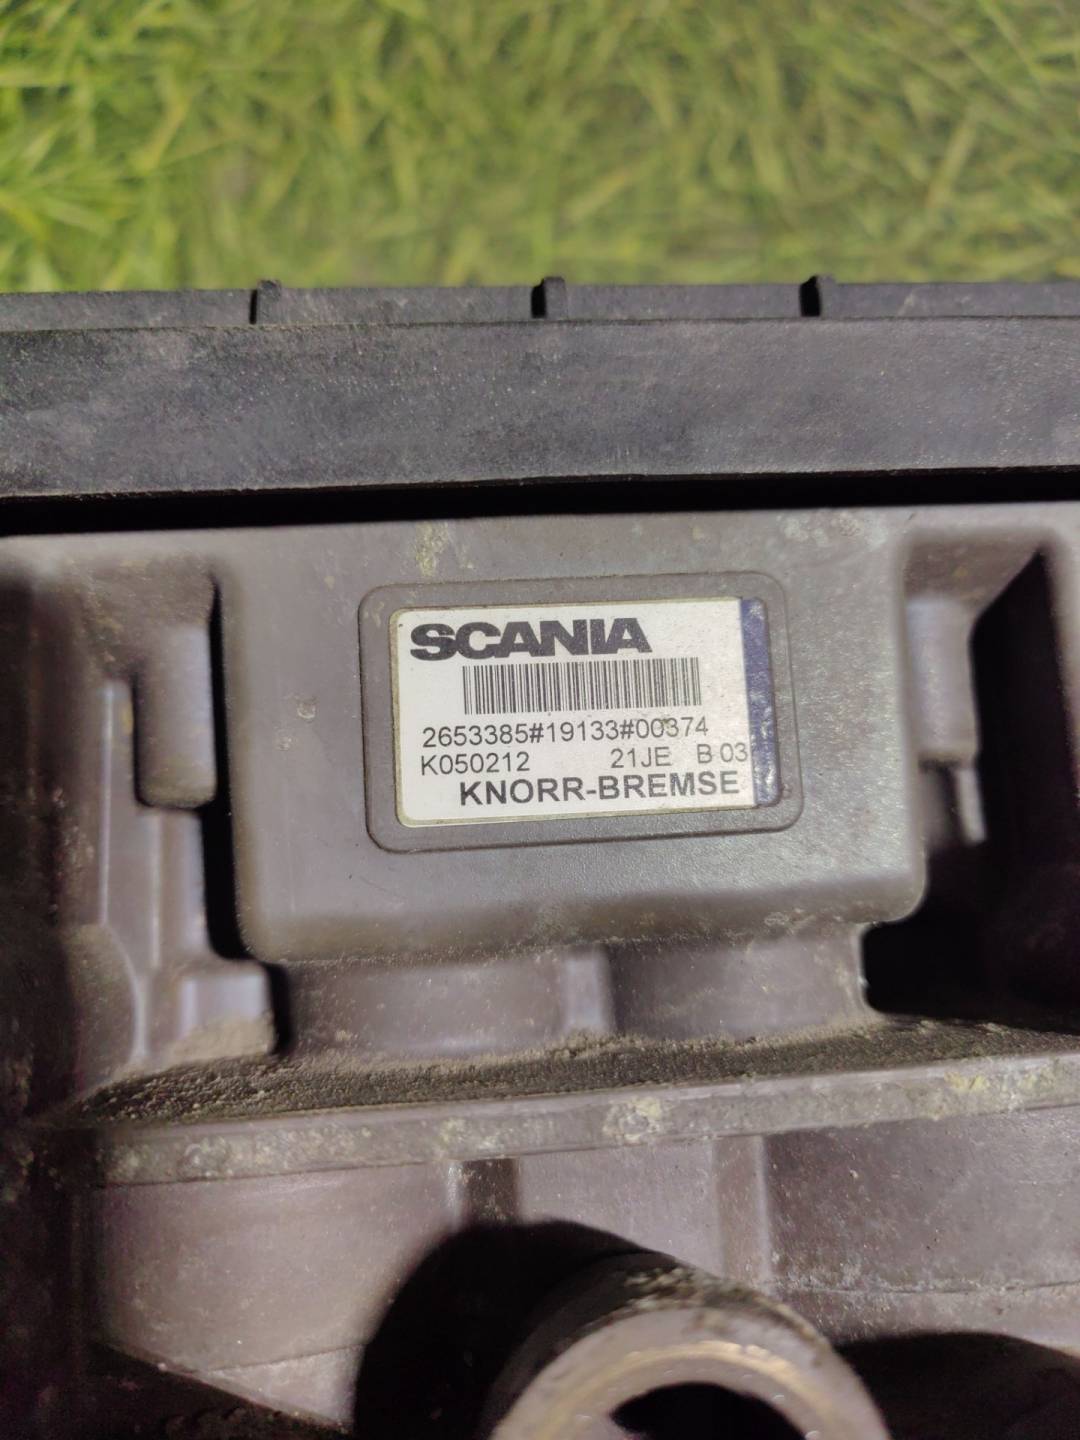 SCANIA
2653385#19133#00374
K050212 21JE B 03
KNORR-BREMSE